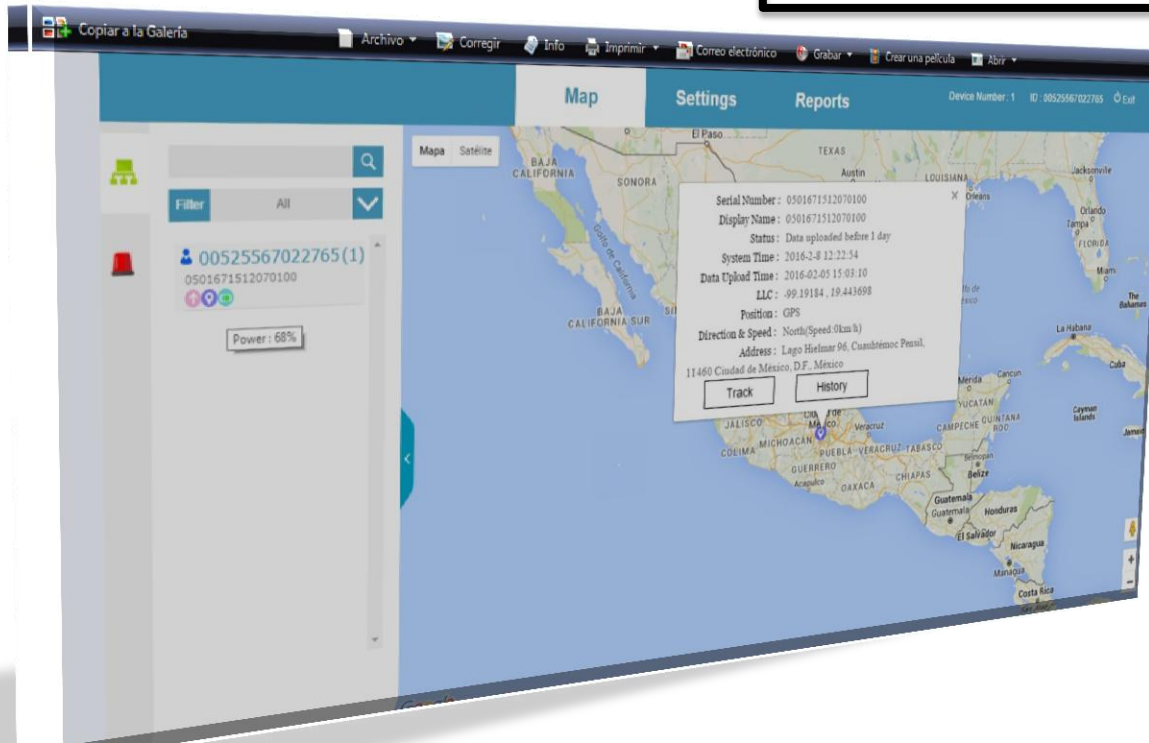 Copiar a la Galería Archivo Corregir Info Imprimir Correo electrónico Grabar Crear una película Abrir
Map Settings Reports Device Number : 1 ID : 00525567022765 Exit
Filter All
00525567022765(1)
0501671512070100
Power : 68%
Mapa Satélite
Serial Number : 0501671512070100
Display Name : 0501671512070100
Status : Data uploaded before 1 day
System Time : 2016-2-8 12:22:54
Data Upload Time : 2016-02-05 15:03:10
LLC : -99.19184 , 19.443698
Position : GPS
Direction & Speed : North(Speed:0km/h)
Address : Lago Hielmar 96, Cuauhtémoc Pensil,
11460 Ciudad de México, D.F., México
Track History
El Paso
TEXAS
Austin
LOUISIANA
Orleans
Jacksonville
Orlando
Tampa
FLORIDA
Miami
The
Bahamas
BAJA
CALIFORNIA
SONORA
Golfo de California
BAJA
CALIFORNIA SUR
La Habana
Cuba
Mérida
Cancún
YUCATÁN
CAMPECHE
QUINTANA
ROO
Cayman
Islands
JALISCO
Veracruz
COLIMA
MICHOACÁN
PUEBLA
VERACRUZ
TABASCO
GUERRERO
Acapulco
OAXACA
CHIAPAS
Belmopan
Belize
Guatemala
Guatemala
Honduras
El Salvador
Nicaragua
Managua
Costa Rica